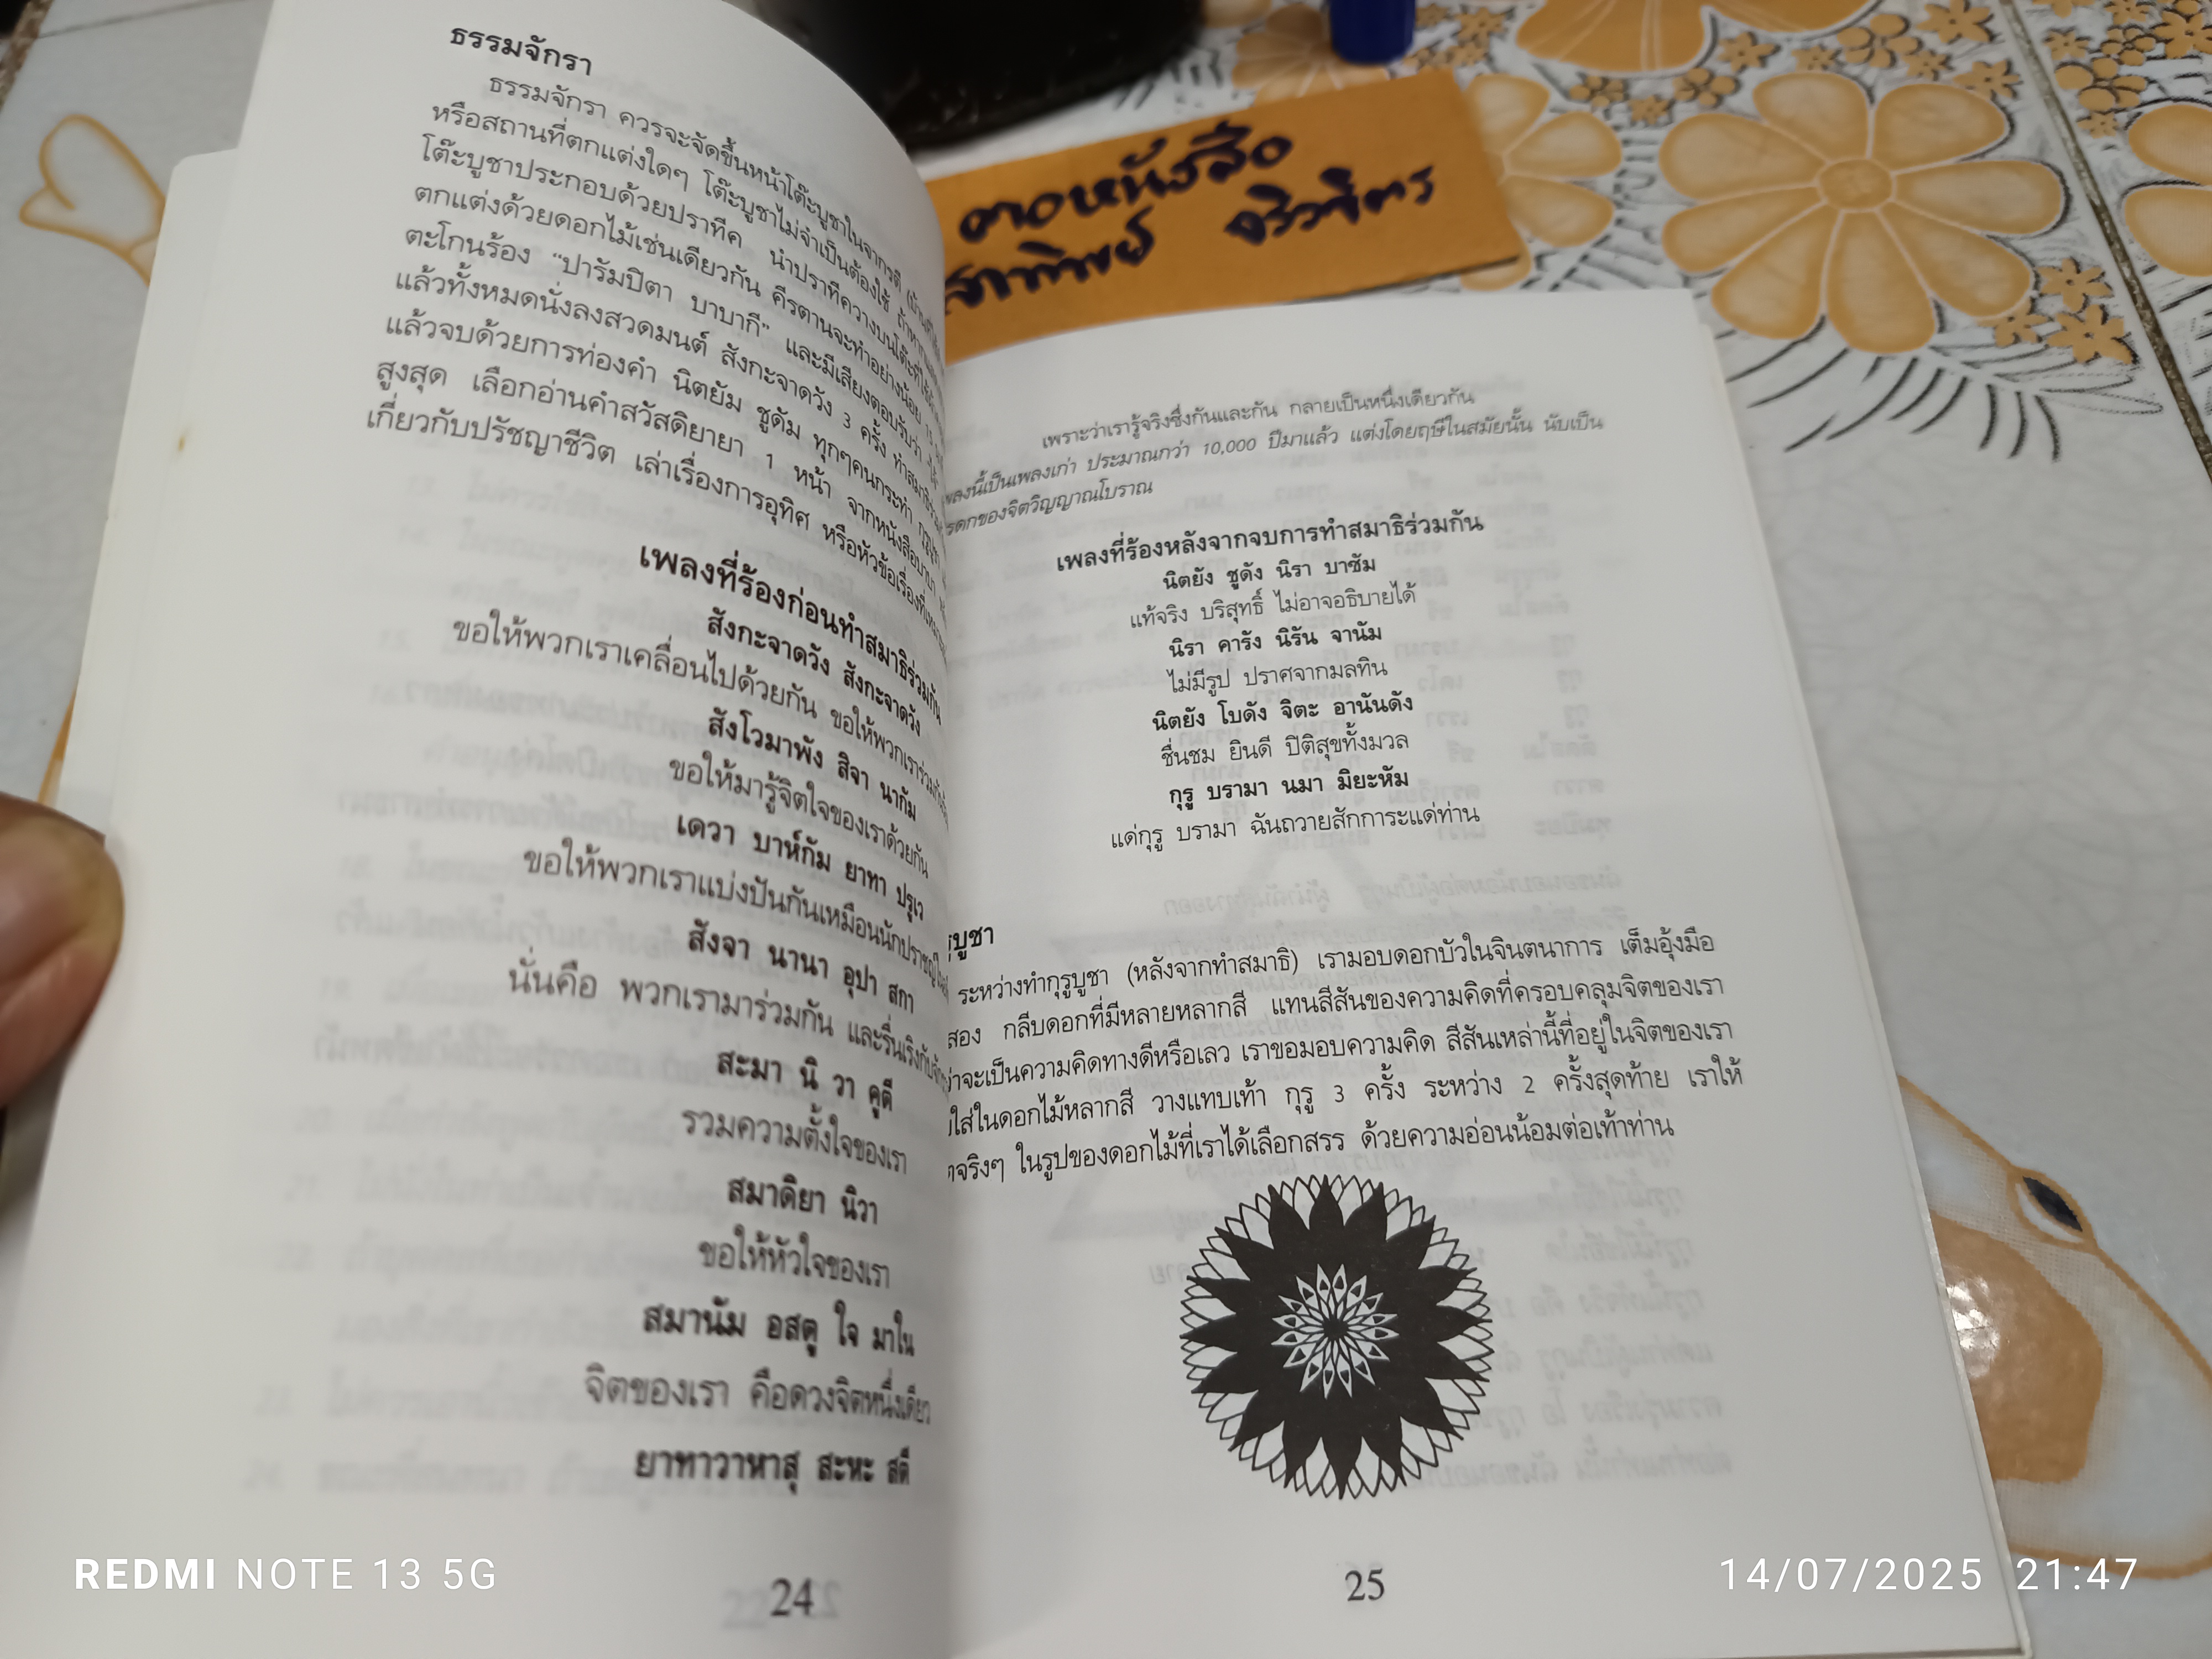 ธรรมจักรา
ธรรมจักรา ควรจะจัดขึ้นหน้าโต๊ะบูชาในจากรตี
หรือสถานที่ตกแต่งใดๆ โต๊ะบูชาไม่จำเป็นต้องใช้
โต๊ะบูชาประกอบด้วยปราทีค นำปราทีควางบนโต๊ะที่
ตกแต่งด้วยดอกไม้เช่นเดียวกัน คีรตานจะทำอย่างน้อย 15
ตะโกนร้อง “ปารัมปิตา บาบากี” และมีเสียงตอบรับว่า
แล้วทั้งหมดนั่งลงสวดมนต์ สังกะจาดวัง 3 ครั้ง ทำสมาธิ
แล้วจบด้วยการท่องคำ นิตยัม ชูดัม ทุกๆคนกระทำ
สูงสุด เลือกอ่านคำสวัสดิยายา 1 หน้า จากหนังสือ
เกี่ยวกับปรัชญาชีวิต เล่าเรื่องการอุทิศ หรือหัวข้อเรื่องที่
เพลงที่ร้องก่อนทำสมาธิร่วมกัน
สังกะจาดวัง สังกะจาดวัง
ขอให้พวกเราเคลื่อนไปด้วยกัน ขอให้พวกเรา
สังโวมาพัง สิจา นากัม
ขอให้มารู้จิตใจของเราด้วยกัน
เดวา บาห์กัม ยาทา ปรุเว
ขอให้พวกเราแบ่งปันกันเหมือนนักปราชญ์
สังจา นานา อุปา สกา
นั่นคือ พวกเรามาร่วมกัน และรื่นเริงกับ
สะมา นิ วา คูตี
รวมความตั้งใจของเรา
สมาดิยา นิวา
ขอให้หัวใจของเรา
สมานัม อสตู ใจ มาใน
จิตของเรา คือดวงจิตหนึ่งเดียว
ยาทาวาหาสุ สะหะ สตี
24
คาอหนังสือ
เพราะว่าเรารู้จริงซึ่งกันและกัน กลายเป็นหนึ่งเดียวกัน
เพลงนี้เป็นเพลงเก่า ประมาณกว่า 10,000 ปีมาแล้ว แต่งโดยฤษีในสมัยนั้น นับเป็น
รดกของจิตวิญญาณโบราณ
เพลงที่ร้องหลังจากจบการทำสมาธิร่วมกัน
นิตยัง ชูดัง นิรา บาซัม
แท้จริง บริสุทธิ์ ไม่อาจอธิบายได้
นิรา คารัง นิรัน จานัม
ไม่มีรูป ปราศจากมลทิน
นิตยัง โบดัง จิตะ อานันดัง
ชื่นชม ยินดี ปิติสุขทั้งมวล
กุรู บรามา นมา มิยะหัม
แด่กุรู บรามา ฉันถวายสักการะแด่ท่าน
บูชา
ระหว่างทำกุรูบูชา (หลังจากทำสมาธิ) เรามอบดอกบัวในจินตนาการ เต็มอุ้งมือ
สอง กลีบดอกที่มีหลายหลากสี แทนสีสันของความคิดที่ครอบคลุมจิตของเรา
ว่าจะเป็นความคิดทางดีหรือเลว เราขอมอบความคิด สีสันเหล่านี้ที่อยู่ในจิตของเรา
ใส่ในดอกไม้หลากสี วางแทบเท้า กุรู 3 ครั้ง ระหว่าง 2 ครั้งสุดท้าย เราให้
จริงๆ ในรูปของดอกไม้ที่เราได้เลือกสรร ด้วยความอ่อนน้อมต่อเท้าท่าน
25
REDMI NOTE 13 5G
14/07/2025 21:47